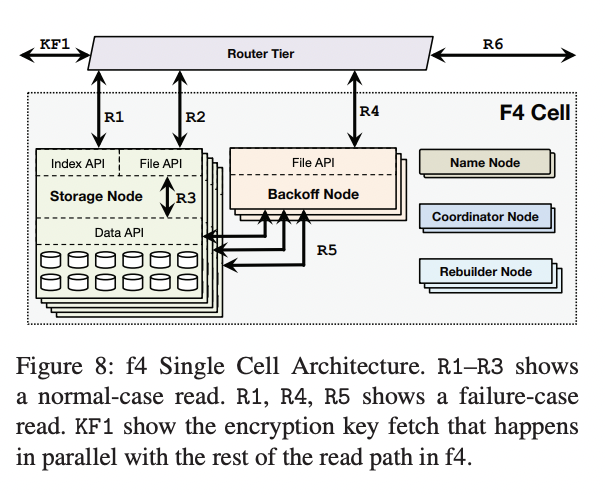 KF1
Router Tier
R6
R1
R2
R4
F4 Cell
Index API
File API
Storage Node
R3
Data API
File API
Backoff Node
R5
Name Node
Coordinator Node
Rebuilder Node
Figure 8: f4 Single Cell Architecture. R1–R3 shows
a normal-case read. R1, R4, R5 shows a failure-case
read. KF1 show the encryption key fetch that happens
in parallel with the rest of the read path in f4.